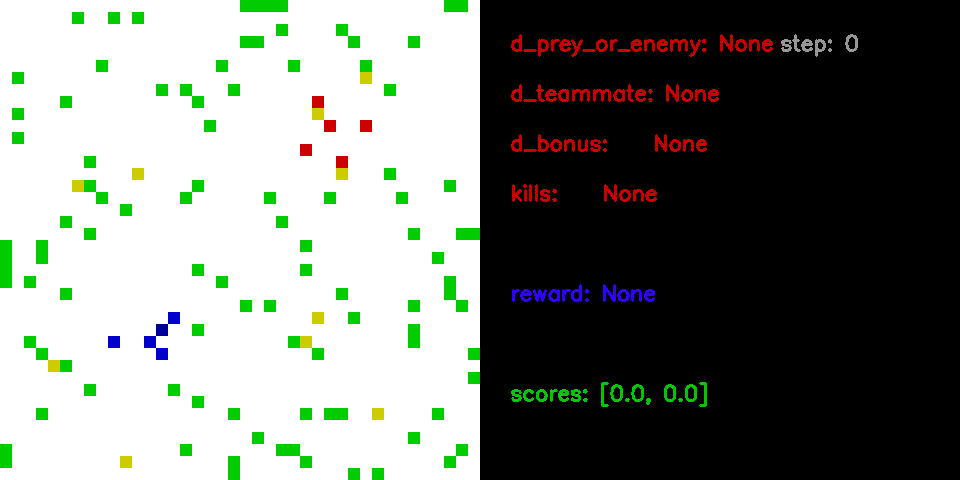 d_prey_or_enemy: None step: 0
d_teammate: None
d_bonus: None
kills: None
reward: None
scores: [0.0, 0.0]